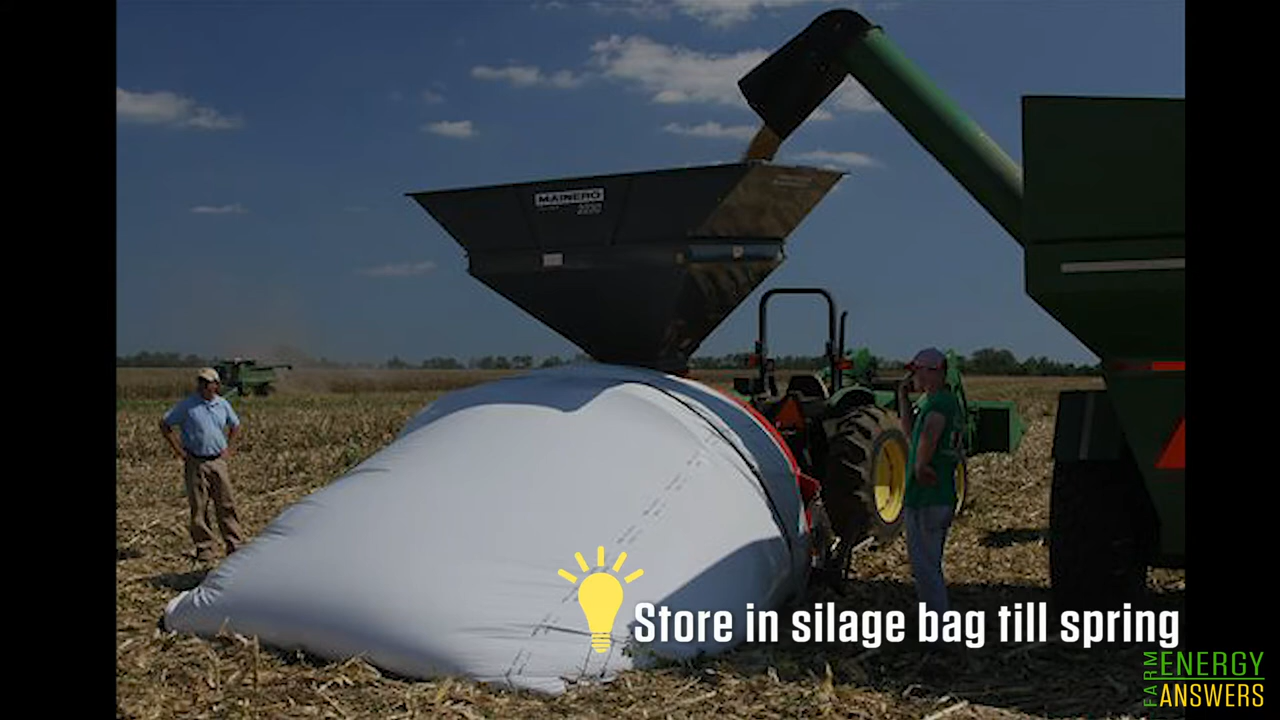 MAINERO
2230
Store in silage bag till spring
FARM ENERGY
ANSWERS